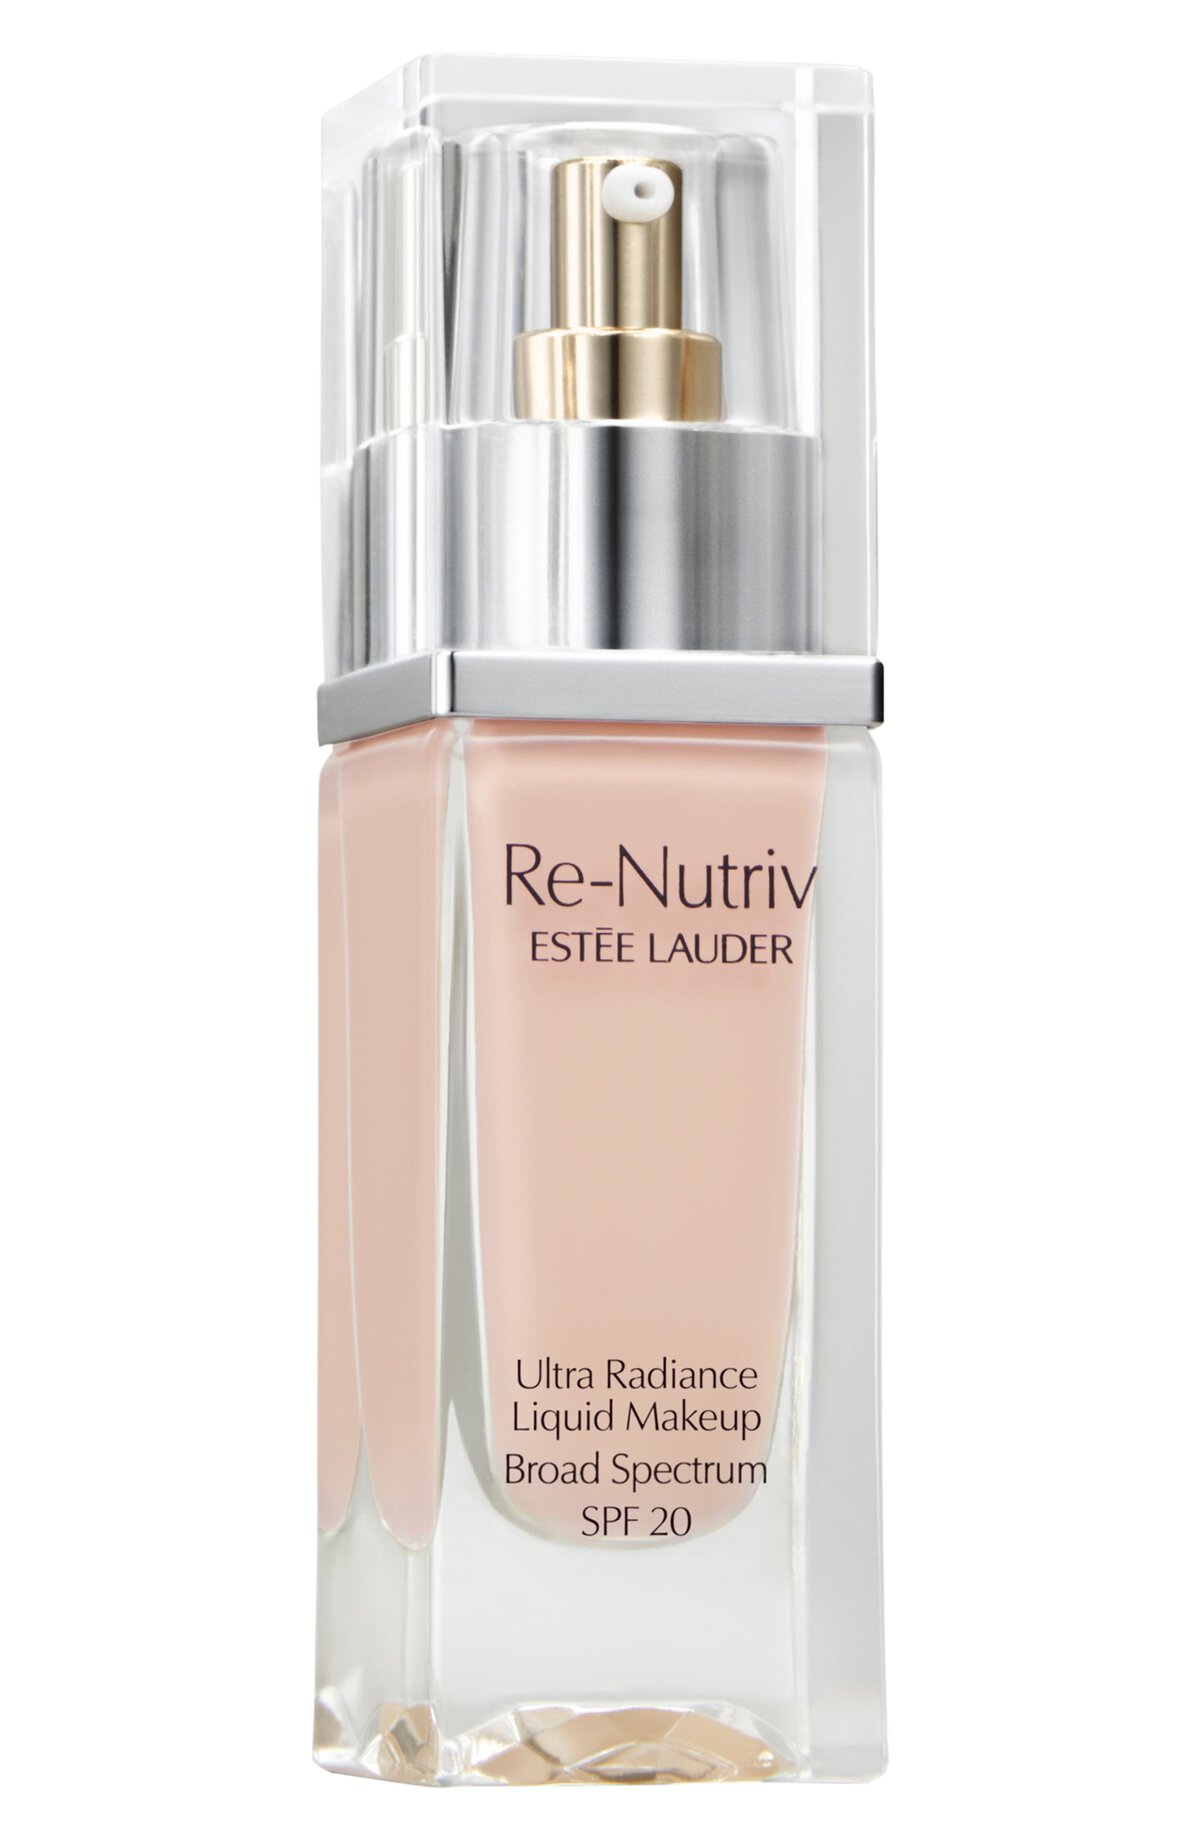 Re-Nutriv
ESTĒE LAUDER
Ultra Radiance
Liquid Makeup
Broad Spectrum
SPF 20